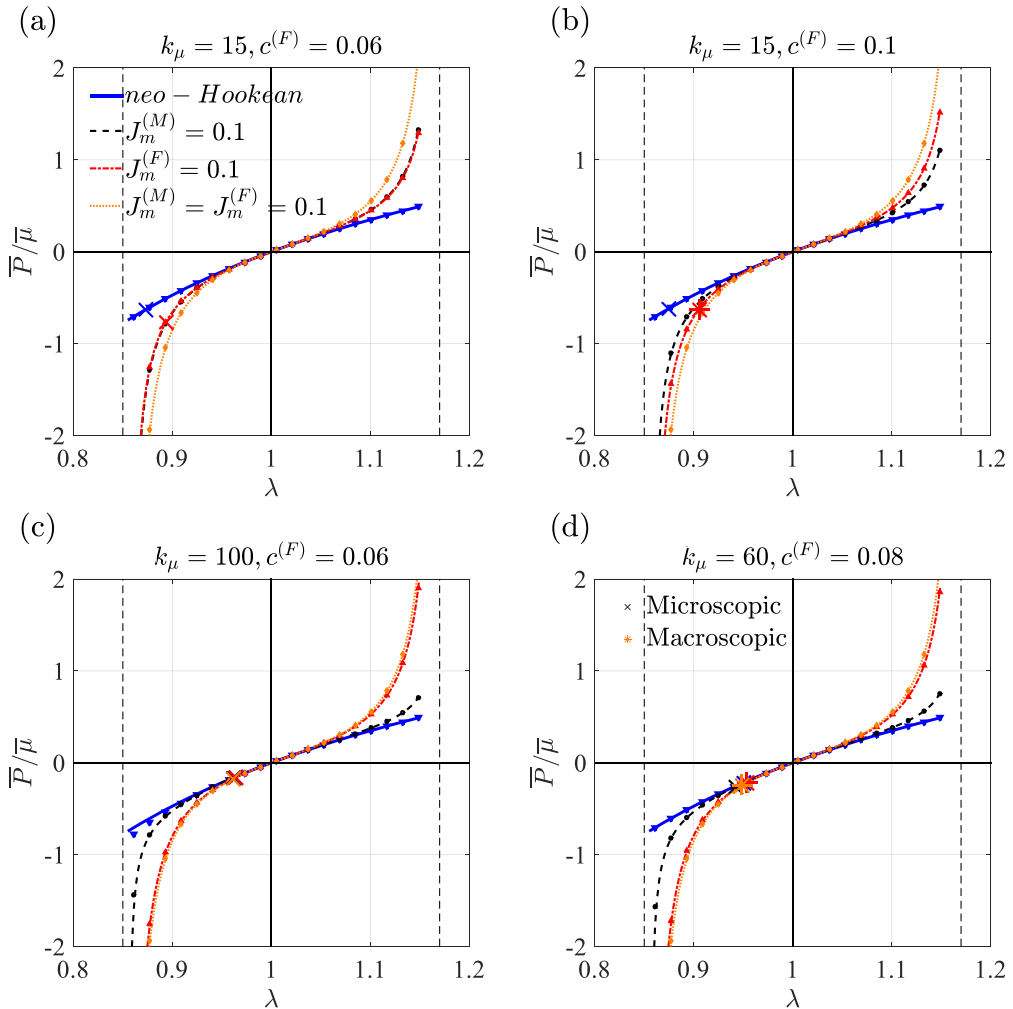 (a)
k_μ = 15, c^(F) = 0.06
2
1
0
-1
-2
P̅/μ̅
neo − Hookean
J_m^(M) = 0.1
J_m^(F) = 0.1
J_m^(M) = J_m^(F) = 0.1
0.8 0.9 1 1.1 1.2
λ
(b)
k_μ = 15, c^(F) = 0.1
2
1
0
-1
-2
P̅/μ̅
0.8 0.9 1 1.1 1.2
λ
(c)
k_μ = 100, c^(F) = 0.06
2
1
0
-1
-2
P̅/μ̅
0.8 0.9 1 1.1 1.2
λ
(d)
k_μ = 60, c^(F) = 0.08
2
1
0
-1
-2
P̅/μ̅
Microscopic
Macroscopic
0.8 0.9 1 1.1 1.2
λ